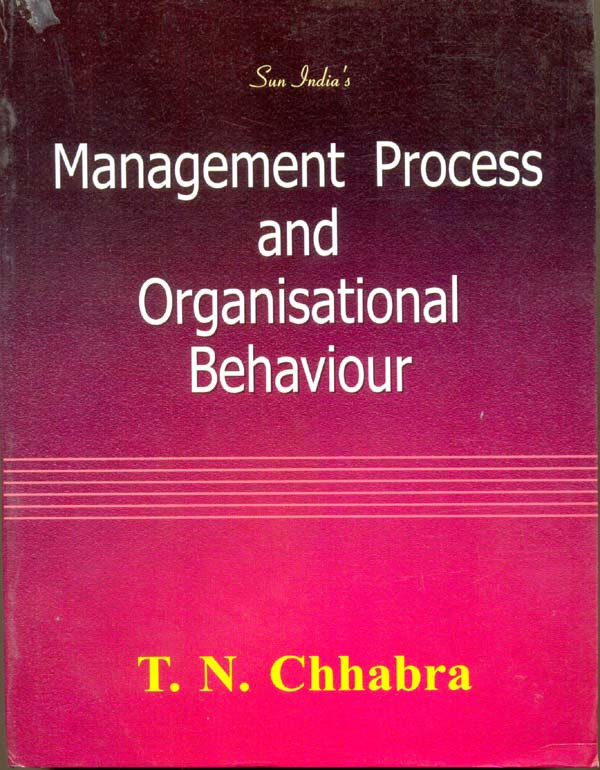 Sun India's
Management Process
and
Organisational
Behaviour
T. N. Chhabra